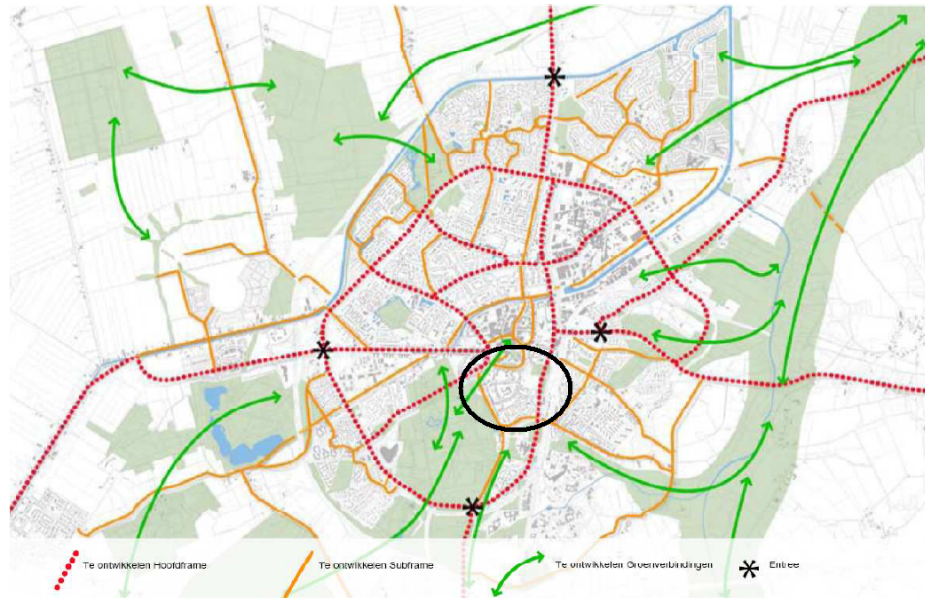 Te ontwikkelen Hoofdframe
Te ontwikkelen Subframe
Te ontwikkelen Groenverbindingen
Entree